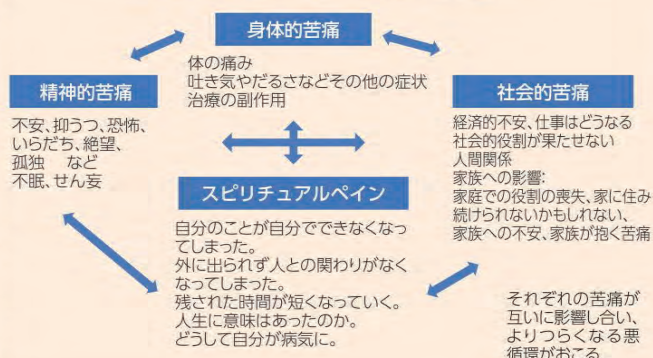 身体的苦痛
体の痛み
吐き気やだるさなどその他の症状
治療の副作用
精神的苦痛
不安、抑うつ、恐怖、
いらだち、絶望、
孤独　など
不眠、せん妄
社会的苦痛
経済的不安、仕事はどうなる
社会的役割が果たせない
人間関係
家族への影響:
家庭での役割の喪失、家に住み
続けられないかもしれない、
家族への不安、家族が抱く苦痛
スピリチュアルペイン
自分のことが自分でできなくなっ
てしまった。
外に出られず人との関わりがなく
なってしまった。
残された時間が短くなっていく。
人生に意味はあったのか。
どうして自分が病気に。
それぞれの苦痛が
互いに影響し合い、
よりつらくなる悪
循環がおこる